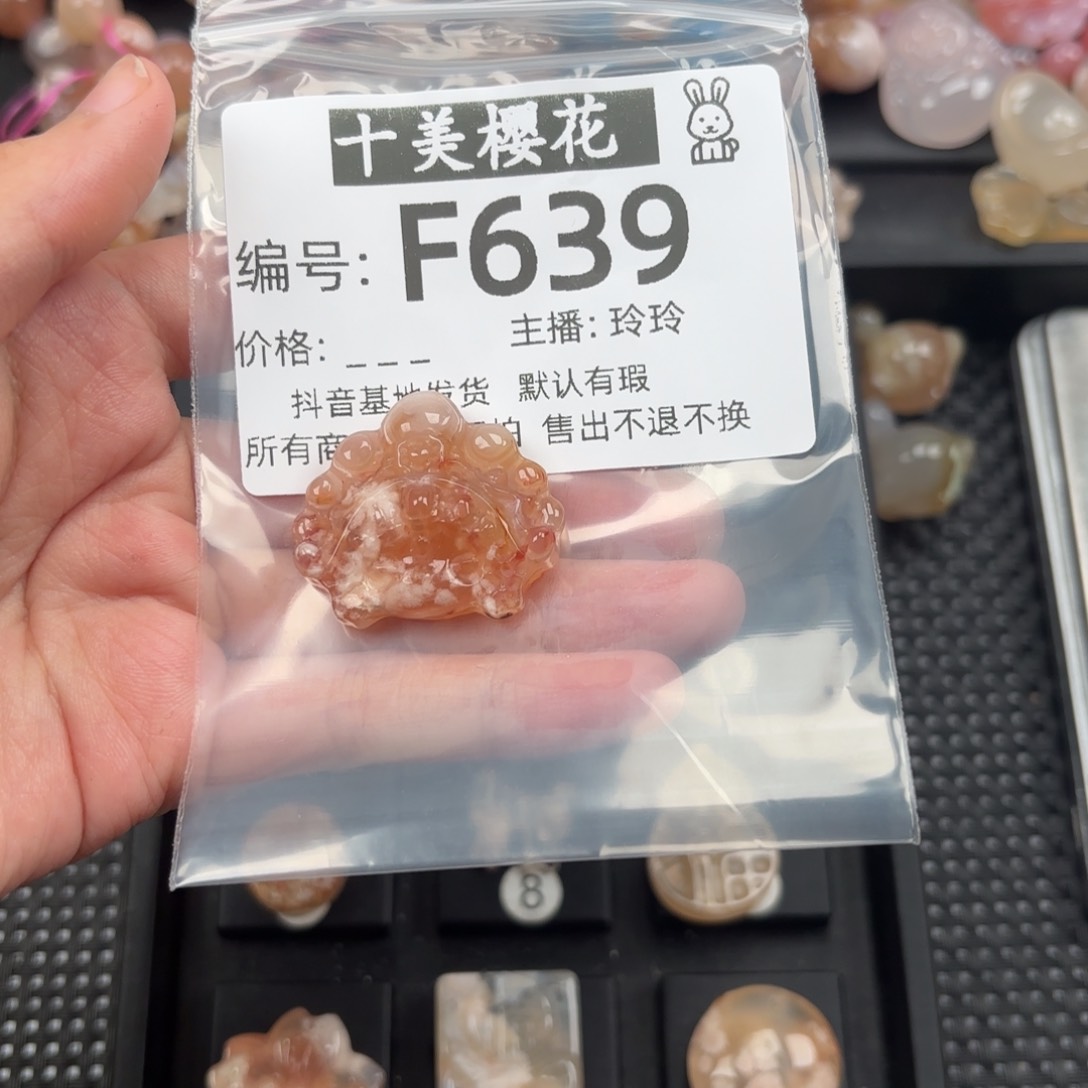 十美樱花
编号: F639
价格: _ _ _ 主播: 玲玲
抖音基地发货 默认有瑕
所有商 拍 售出不退不换
8